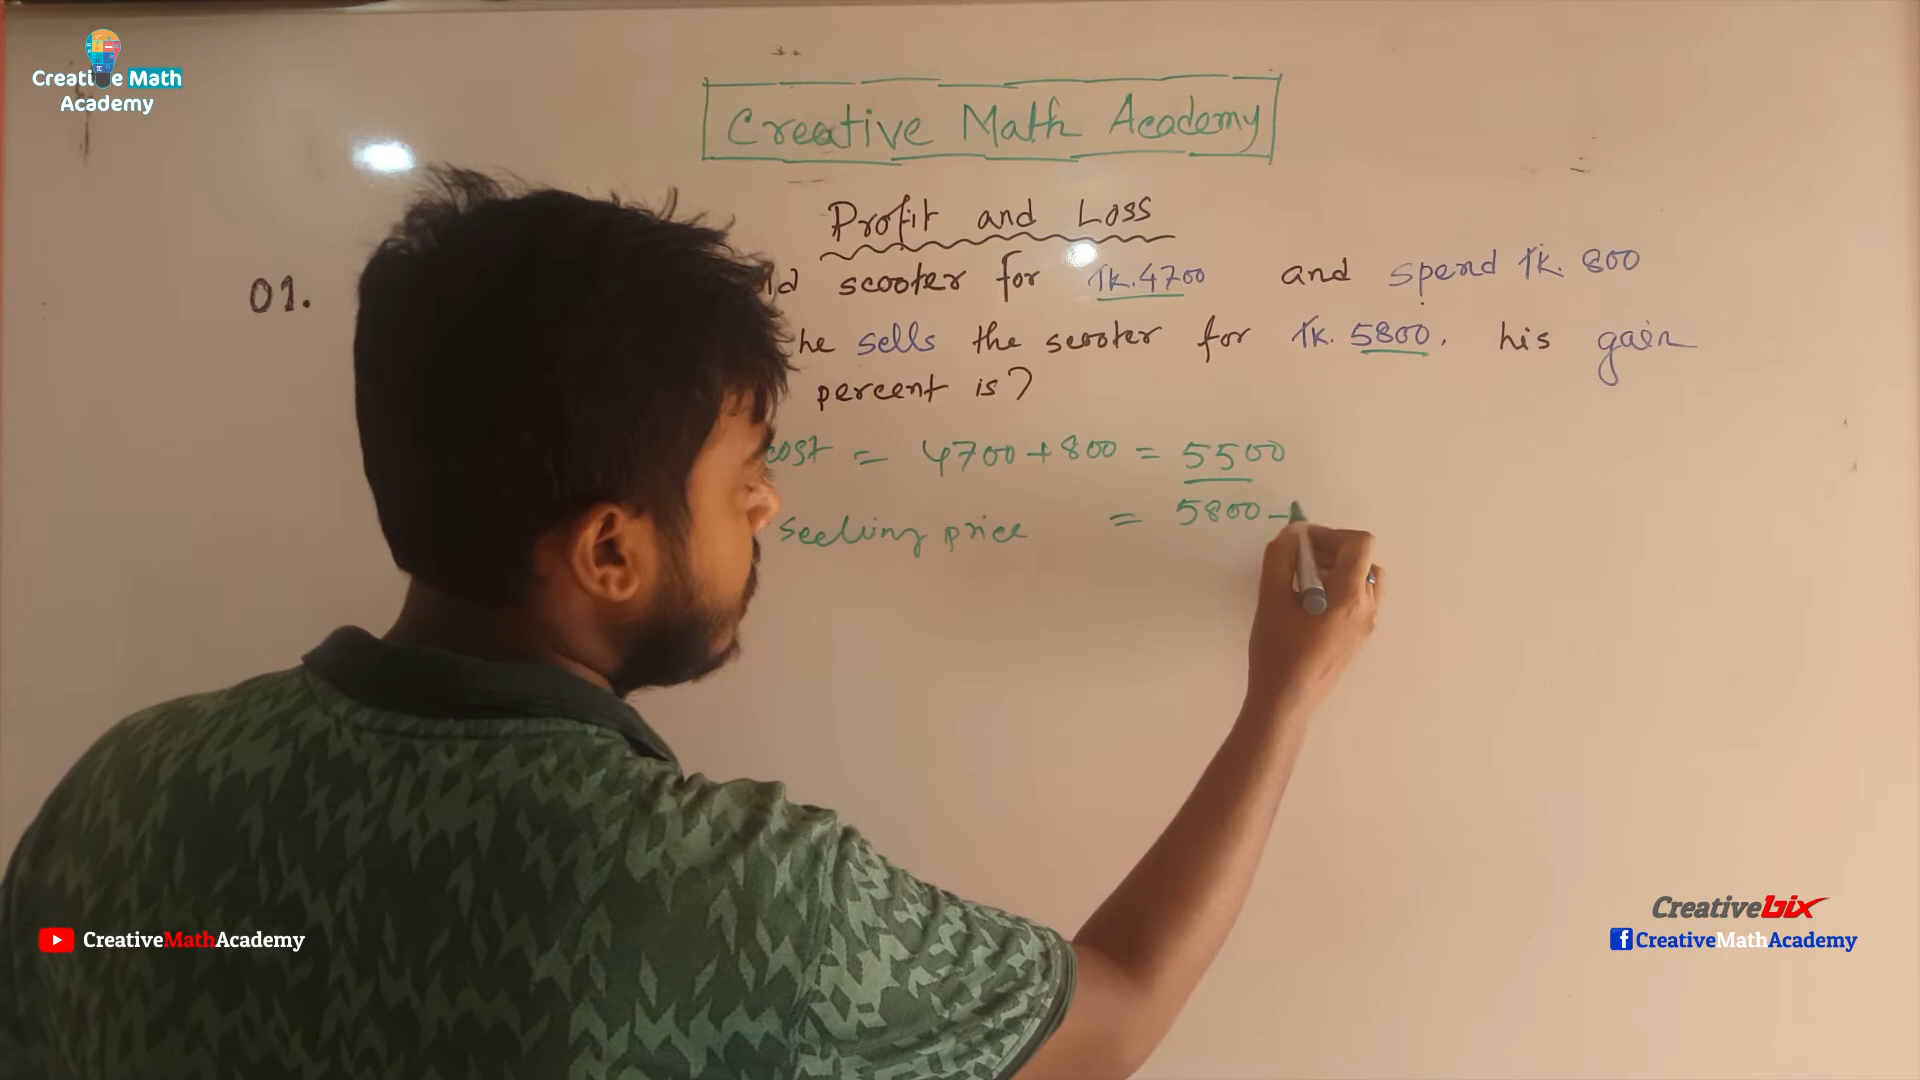 Creative Math
Academy
Creative Math Academy
Profit and Loss
01.
scooter for Tk.4700 and spend Tk. 800
he sells the scooter for Tk. 5800. his gain
percent is?
cost = 4700+800 = 5500
Seeling price = 5800-
CreativeMathAcademy
Creativebix
CreativeMathAcademy